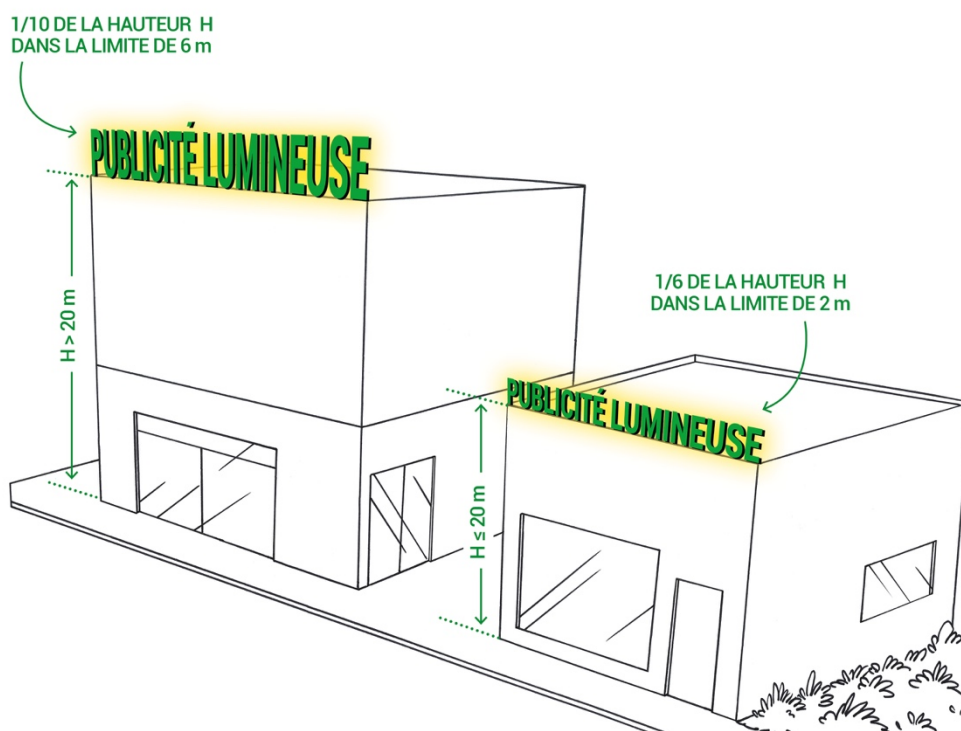 1/10 DE LA HAUTEUR H
DANS LA LIMITE DE 6 m
PUBLICITÉ LUMINEUSE
H > 20 m
1/6 DE LA HAUTEUR H
DANS LA LIMITE DE 2 m
PUBLICITÉ LUMINEUSE
H ≤ 20 m